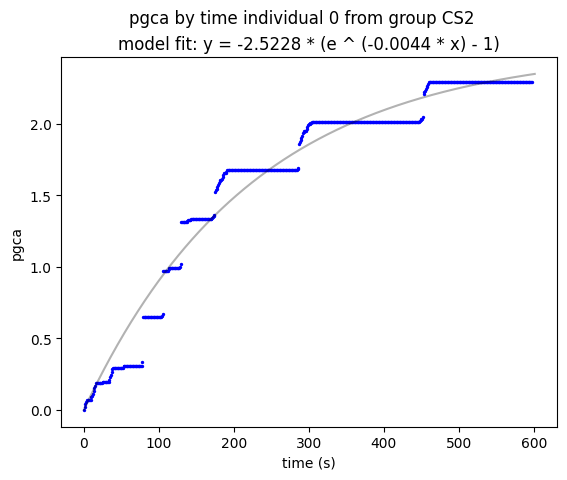 pgca by time individual 0 from group CS2
model fit: y = -2.5228 * (e ^ (-0.0044 * x) - 1)
2.0
1.5
1.0
0.5
0.0
pgca
0 100 200 300 400 500 600
time (s)